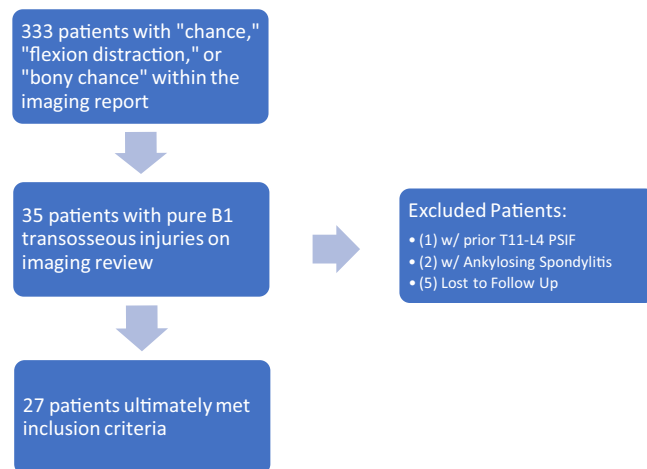 333 patients with "chance,"
"flexion distraction," or
"bony chance" within the
imaging report
35 patients with pure B1
transosseous injuries on
imaging review
Excluded Patients:
• (1) w/ prior T11-L4 PSIF
• (2) w/ Ankylosing Spondylitis
• (5) Lost to Follow Up
27 patients ultimately met
inclusion criteria